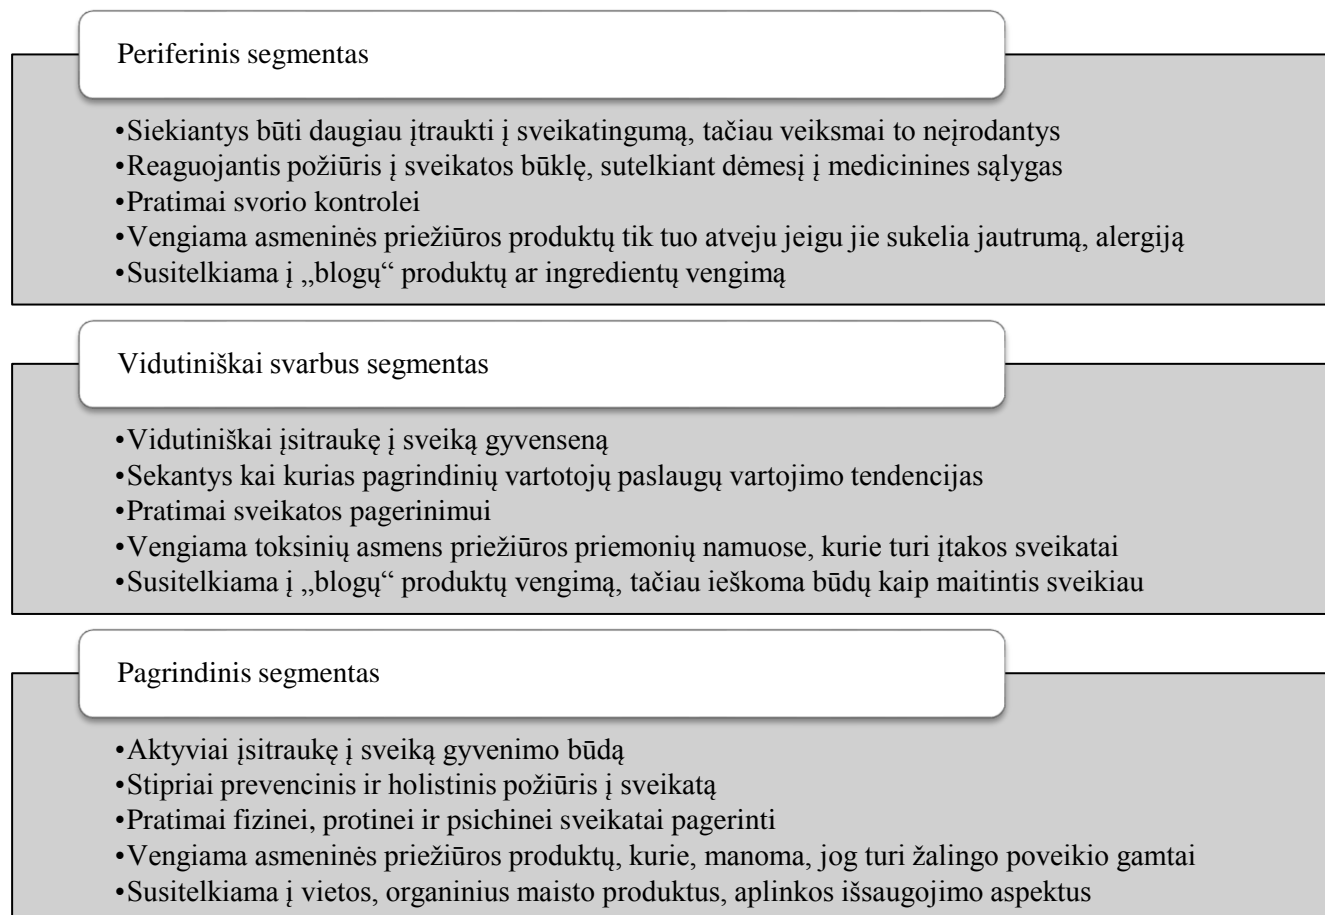 Periferinis segmentas
•Siekiantys būti daugiau įtraukti į sveikatingumą, tačiau veiksmai to neįrodantys
•Reaguojantis požiūris į sveikatos būklę, sutelkiant dėmesį į medicinines sąlygas
•Pratimai svorio kontrolei
•Vengiama asmeninės priežiūros produktų tik tuo atveju jeigu jie sukelia jautrumą, alergiją
•Susitelkiama į „blogų“ produktų ar ingredientų vengimą
Vidutiniškai svarbus segmentas
•Vidutiniškai įsitraukę į sveiką gyvenseną
•Sekantys kai kurias pagrindinių vartotojų paslaugų vartojimo tendencijas
•Pratimai sveikatos pagerinimui
•Vengiama toksinių asmens priežiūros priemonių namuose, kurie turi įtakos sveikatai
•Susitelkiama į „blogų“ produktų vengimą, tačiau ieškoma būdų kaip maitintis sveikiau
Pagrindinis segmentas
•Aktyviai įsitraukę į sveiką gyvenimo būdą
•Stipriai prevencinis ir holistinis požiūris į sveikatą
•Pratimai fizinei, protinei ir psichinei sveikatai pagerinti
•Vengiama asmeninės priežiūros produktų, kurie, manoma, jog turi žalingo poveikio gamtai
•Susitelkiama į vietos, organinius maisto produktus, aplinkos išsaugojimo aspektus